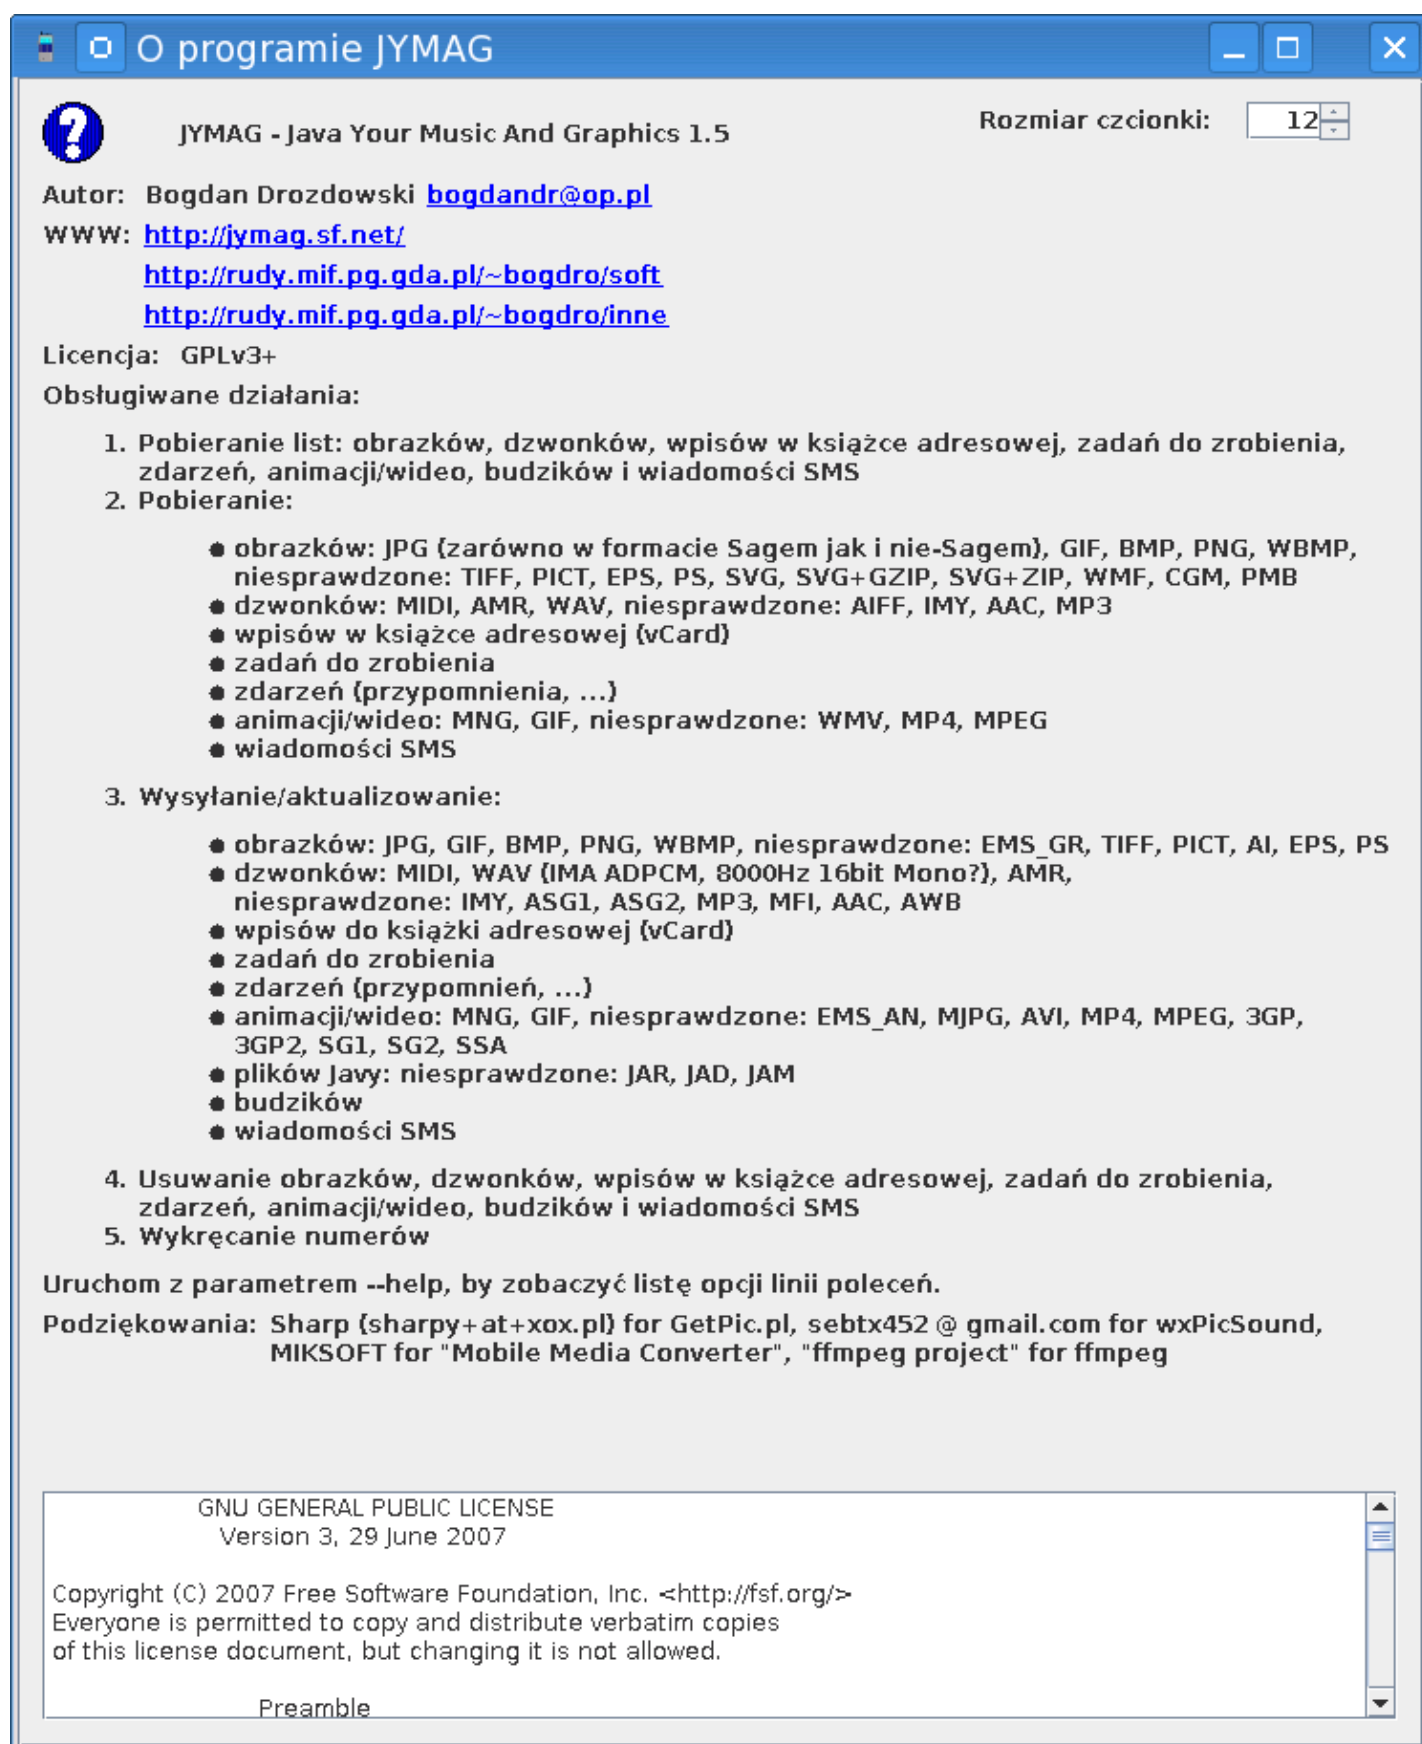 O programie JYMAG
JYMAG - Java Your Music And Graphics 1.5
Rozmiar czcionki: 12
Autor: Bogdan Drozdowski bogdandr@op.pl
WWW: http://jymag.sf.net/
http://rudy.mif.pg.gda.pl/~bogdro/soft
http://rudy.mif.pg.gda.pl/~bogdro/inne
Licencja: GPLv3+
Obsługiwane działania:
1. Pobieranie list: obrazków, dzwonków, wpisów w książce adresowej, zadań do zrobienia,
zdarzeń, animacji/wideo, budzików i wiadomości SMS
2. Pobieranie:
● obrazków: JPG (zarówno w formacie Sagem jak i nie-Sagem), GIF, BMP, PNG, WBMP,
niesprawdzone: TIFF, PICT, EPS, PS, SVG, SVG+GZIP, SVG+ZIP, WMF, CGM, PMB
● dzwonków: MIDI, AMR, WAV, niesprawdzone: AIFF, IMY, AAC, MP3
● wpisów w książce adresowej (vCard)
● zadań do zrobienia
● zdarzeń (przypomnienia, ...)
● animacji/wideo: MNG, GIF, niesprawdzone: WMV, MP4, MPEG
● wiadomości SMS
3. Wysyłanie/aktualizowanie:
● obrazków: JPG, GIF, BMP, PNG, WBMP, niesprawdzone: EMS_GR, TIFF, PICT, AI, EPS, PS
● dzwonków: MIDI, WAV (IMA ADPCM, 8000Hz 16bit Mono?), AMR,
niesprawdzone: IMY, ASG1, ASG2, MP3, MFI, AAC, AWB
● wpisów do książki adresowej (vCard)
● zadań do zrobienia
● zdarzeń (przypomnień, ...)
● animacji/wideo: MNG, GIF, niesprawdzone: EMS_AN, MJPG, AVI, MP4, MPEG, 3GP,
3GP2, SG1, SG2, SSA
● plików Javy: niesprawdzone: JAR, JAD, JAM
● budzików
● wiadomości SMS
4. Usuwanie obrazków, dzwonków, wpisów w książce adresowej, zadań do zrobienia,
zdarzeń, animacji/wideo, budzików i wiadomości SMS
5. Wykręcanie numerów
Uruchom z parametrem --help, by zobaczyć listę opcji linii poleceń.
Podziękowania: Sharp (sharpy+at+xox.pl) for GetPic.pl, sebtx452 @ gmail.com for wxPicSound,
MIKSOFT for "Mobile Media Converter", "ffmpeg project" for ffmpeg
GNU GENERAL PUBLIC LICENSE
Version 3, 29 June 2007
Copyright (C) 2007 Free Software Foundation, Inc. <http://fsf.org/>
Everyone is permitted to copy and distribute verbatim copies
of this license document, but changing it is not allowed.
Preamble